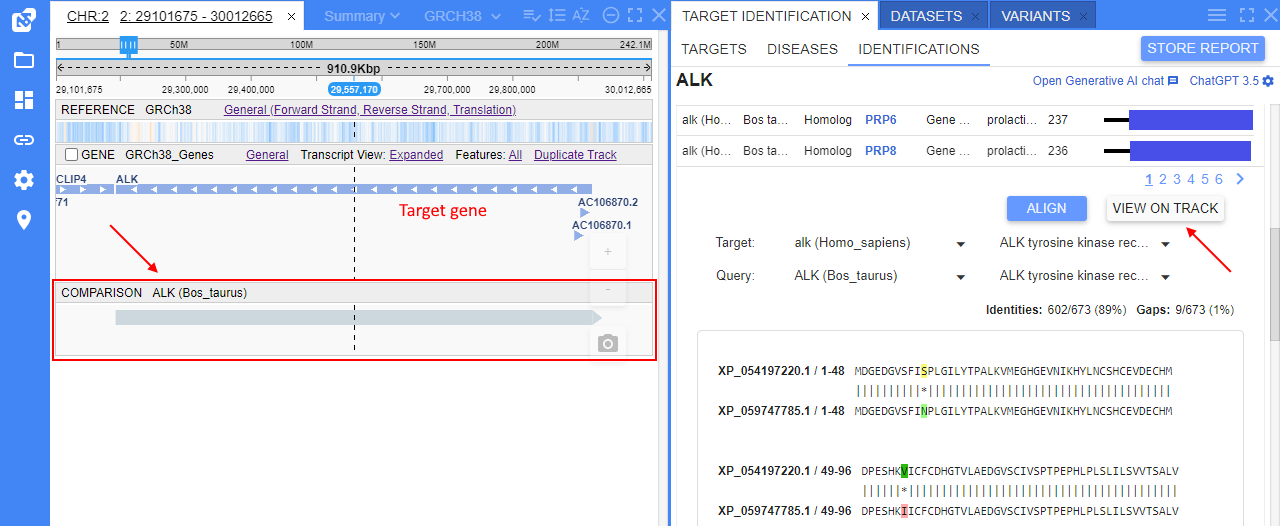 CHR:2 2: 29101675 - 30012665 ×
Summary GRCH38
1 50M 100M 150M 200M 242.1M
910.9Kbp
29,101,675 29,300,000 29,400,000 29,557,170 29,700,000 29,800,000 30,012,665
REFERENCE GRCh38 General (Forward Strand, Reverse Strand, Translation)
GENE GRCh38_Genes General Transcript View: Expanded Features: All Duplicate Track
CLIP4 ALK
71 Target gene AC106870.2
AC106870.1
+
COMPARISON ALK (Bos_taurus)
-
TARGET IDENTIFICATION × DATASETS × VARIANTS ×
TARGETS DISEASES IDENTIFICATIONS STORE REPORT
ALK Open Generative AI chat ChatGPT 3.5
alk (Ho... Bos ta... Homolog PRP6 Gene ... prolacti... 237
alk (Ho... Bos ta... Homolog PRP8 Gene ... prolacti... 236
1 2 3 4 5 6 >
ALIGN VIEW ON TRACK
Target: alk (Homo_sapiens) ALK tyrosine kinase rec...
Query: ALK (Bos_taurus) ALK tyrosine kinase rec...
Identities: 602/673 (89%) Gaps: 9/673 (1%)
XP_054197220.1 / 1-48 MDGEDGVSFISPLGILYTPALKVMEGHGEVNIKHYLNCSHCEVDECHM
||||||||||*|||||||||||||||||||||||||||||||||||||
XP_059747785.1 / 1-48 MDGEDGVSFINPLGILYTPALKVMEGHGEVNIKHYLNCSHCEVDECHM
XP_054197220.1 / 49-96 DPESHKVICFCDHGTVLAEDGVSCIVSPTPEPHLPLSLILSVVTSALV
||||||*|||||||||||||||||||||||||||||||||||||||||
XP_059747785.1 / 49-96 DPESHKIICFCDHGTVLAEDGVSCIVSPTPEPHLPLSLILSVVTSALV